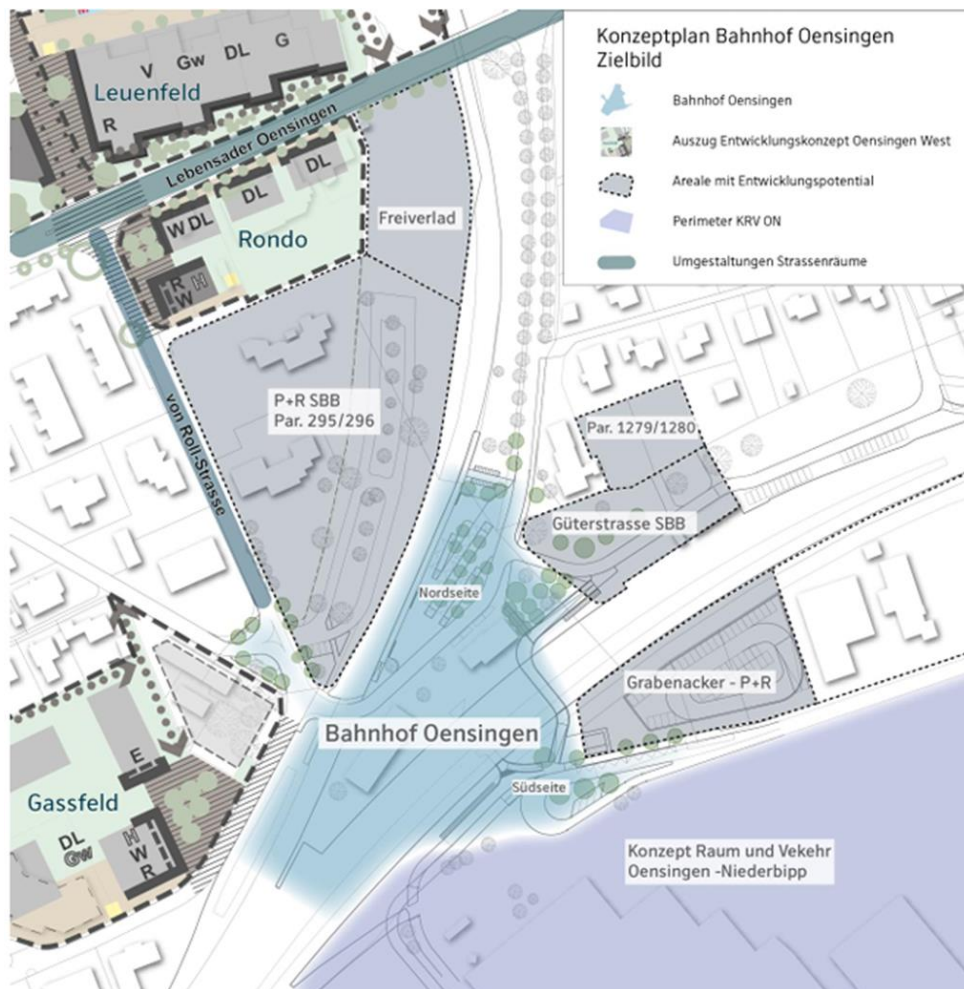 Konzeptplan Bahnhof Oensingen
Zielbild
Bahnhof Oensingen
Auszug Entwicklungskonzept Oensingen West
Areale mit Entwicklungspotential
Perimeter KRV ON
Umgestaltungen Strassenräume
V
Gw
DL
G
Leuenfeld
R
Lebensader Oensingen
DL
DL
W DL
Rondo
R
W
H
Freiverlad
P+R SBB
Par. 295/296
von Roll-Strasse
Par. 1279/1280
Güterstrasse SBB
Nordseite
Grabenacker - P+R
Bahnhof Oensingen
Südseite
E
Gassfeld
DL
Gw
H
W
R
Konzept Raum und Vekehr
Oensingen -Niederbipp